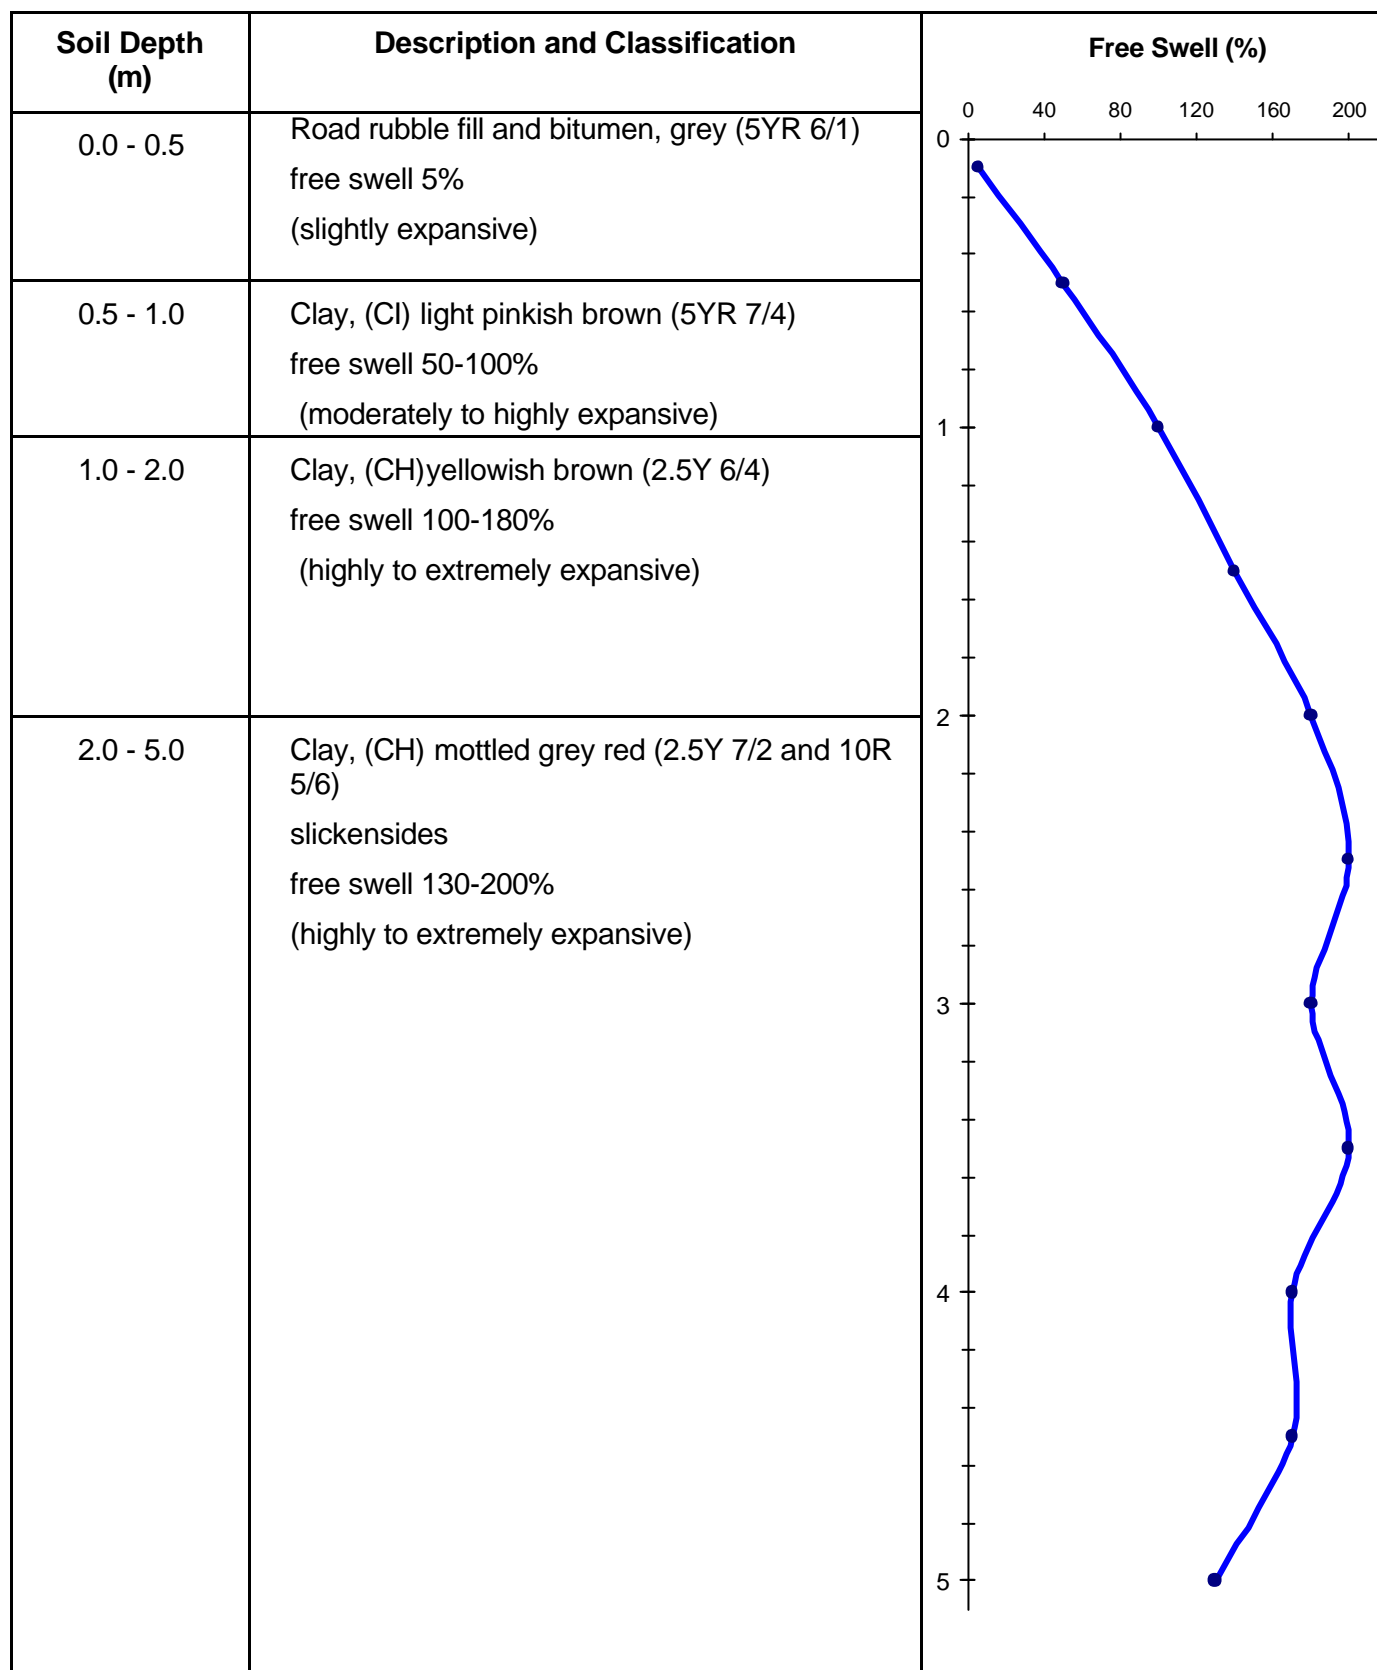 Soil Depth
(m)
Description and Classification
Free Swell (%)
0 40 80 120 160 200
0.0 - 0.5
Road rubble fill and bitumen, grey (5YR 6/1)
free swell 5%
(slightly expansive)
0.5 - 1.0
Clay, (CI) light pinkish brown (5YR 7/4)
free swell 50-100%
(moderately to highly expansive)
1.0 - 2.0
Clay, (CH)yellowish brown (2.5Y 6/4)
free swell 100-180%
(highly to extremely expansive)
2.0 - 5.0
Clay, (CH) mottled grey red (2.5Y 7/2 and 10R
5/6)
slickensides
free swell 130-200%
(highly to extremely expansive)
0
1
2
3
4
5